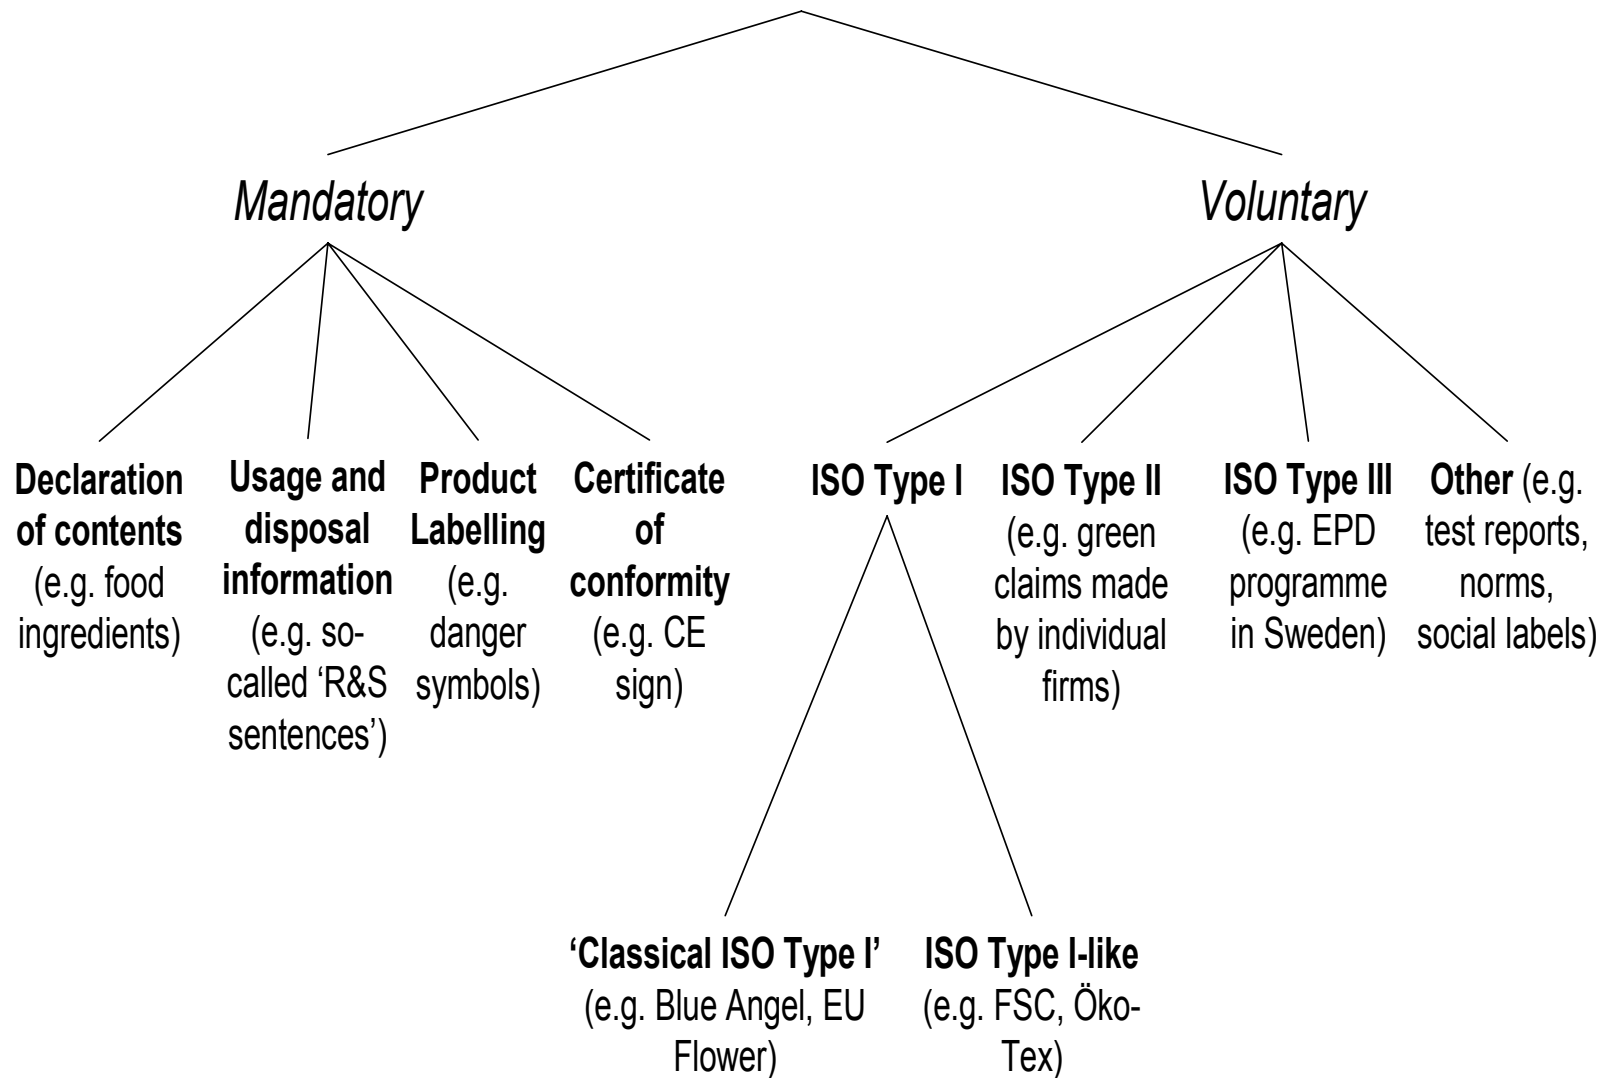 Mandatory
Voluntary
Declaration
of contents
(e.g. food
ingredients)
Usage and
disposal
information
(e.g. so-
called ‘R&S
sentences’)
Product
Labelling
(e.g.
danger
symbols)
Certificate
of
conformity
(e.g. CE
sign)
ISO Type I
ISO Type II
(e.g. green
claims made
by individual
firms)
ISO Type III
(e.g. EPD
programme
in Sweden)
Other (e.g.
test reports,
norms,
social labels)
‘Classical ISO Type I’
(e.g. Blue Angel, EU
Flower)
ISO Type I-like
(e.g. FSC, Öko-
Tex)